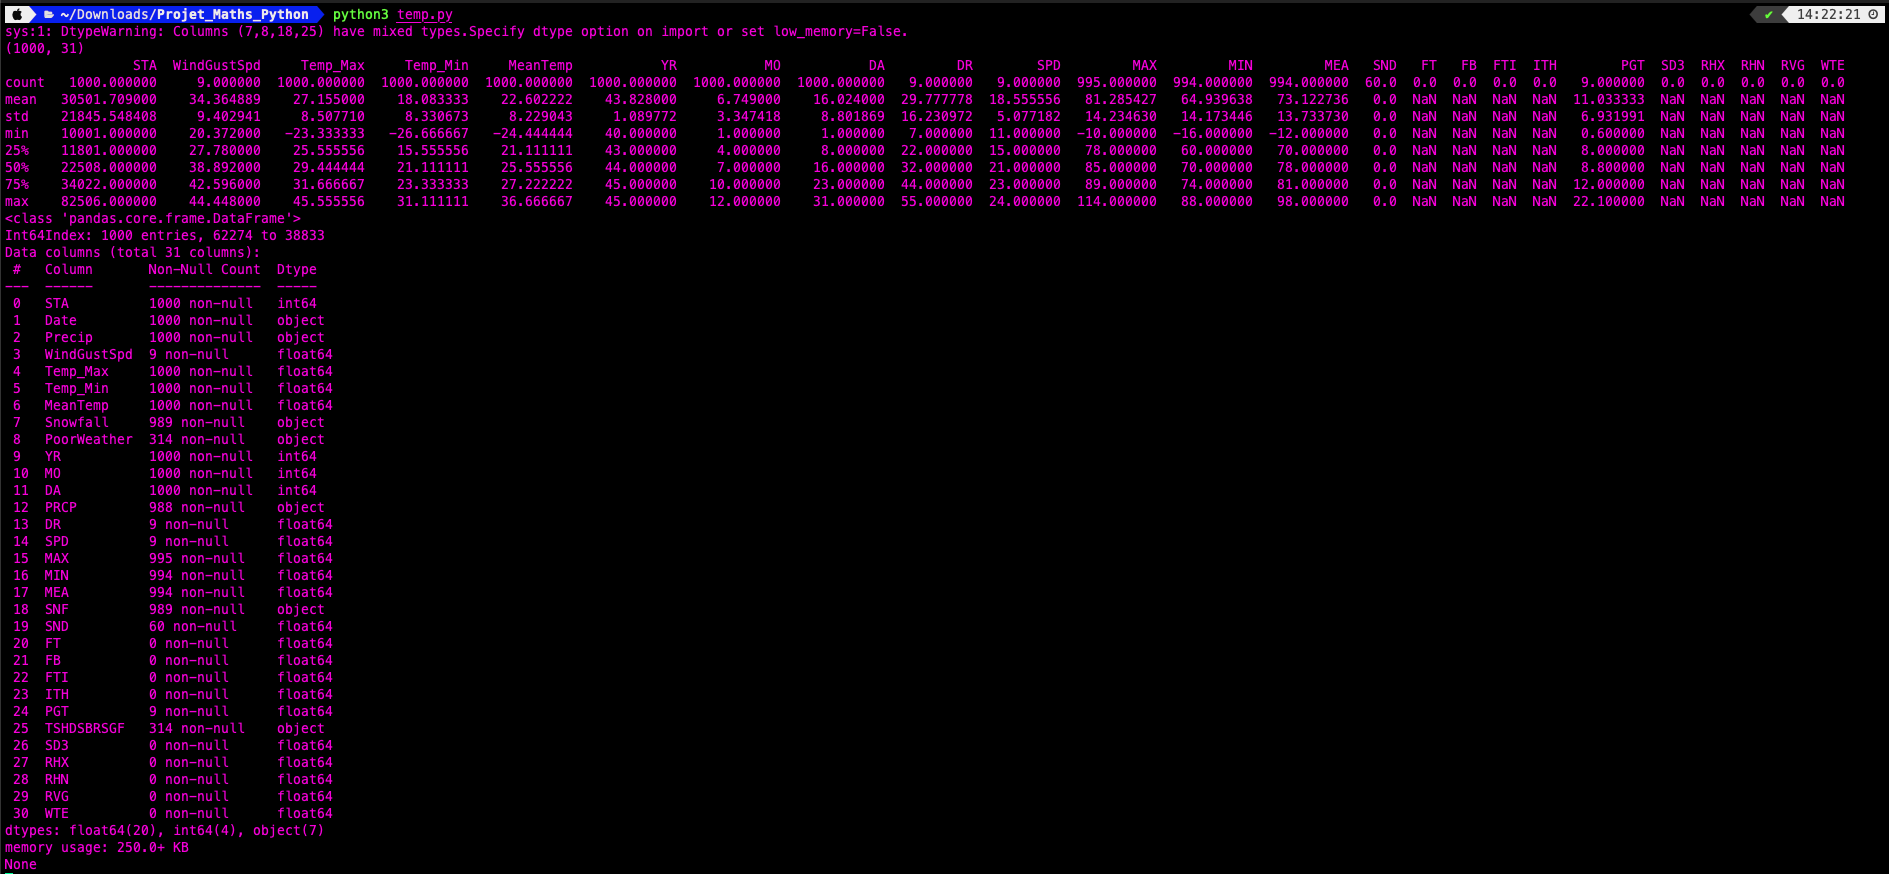 ~/Downloads/Projet_Maths_Python python3 temp.py ✔ 14:22:21
sys:1: DtypeWarning: Columns (7,8,18,25) have mixed types.Specify dtype option on import or set low_memory=False.
(1000, 31)
STA WindGustSpd Temp_Max Temp_Min MeanTemp YR MO DA DR SPD MAX MIN MEA SND FT FB FTI ITH PGT SD3 RHX RHN RVG WTE
count 1000.000000 9.000000 1000.000000 1000.000000 1000.000000 1000.000000 1000.000000 1000.000000 9.000000 9.000000 995.000000 994.000000 994.000000 60.0 0.0 0.0 0.0 0.0 9.000000 0.0 0.0 0.0 0.0 0.0
mean 30501.709000 34.364889 27.155000 18.083333 22.602222 43.828000 6.749000 16.024000 29.777778 18.555556 81.285427 64.939638 73.122736 0.0 NaN NaN NaN NaN 11.033333 NaN NaN NaN NaN NaN
std 21845.548408 9.402941 8.507710 8.330673 8.229043 1.089772 3.347418 8.801869 16.230972 5.077182 14.234630 14.173446 13.733730 0.0 NaN NaN NaN NaN 6.931991 NaN NaN NaN NaN NaN
min 10001.000000 20.372000 -23.333333 -26.666667 -24.444444 40.000000 1.000000 1.000000 7.000000 11.000000 -10.000000 -16.000000 -12.000000 0.0 NaN NaN NaN NaN 0.600000 NaN NaN NaN NaN NaN
25% 11801.000000 27.780000 25.555556 15.555556 21.111111 43.000000 4.000000 8.000000 22.000000 15.000000 78.000000 60.000000 70.000000 0.0 NaN NaN NaN NaN 8.000000 NaN NaN NaN NaN NaN
50% 22508.000000 38.892000 29.444444 21.111111 25.555556 44.000000 7.000000 16.000000 32.000000 21.000000 85.000000 70.000000 78.000000 0.0 NaN NaN NaN NaN 8.800000 NaN NaN NaN NaN NaN
75% 34022.000000 42.596000 31.666667 23.333333 27.222222 45.000000 10.000000 23.000000 44.000000 23.000000 89.000000 74.000000 81.000000 0.0 NaN NaN NaN NaN 12.000000 NaN NaN NaN NaN NaN
max 82506.000000 44.448000 45.555556 31.111111 36.666667 45.000000 12.000000 31.000000 55.000000 24.000000 114.000000 88.000000 98.000000 0.0 NaN NaN NaN NaN 22.100000 NaN NaN NaN NaN NaN
<class 'pandas.core.frame.DataFrame'>
Int64Index: 1000 entries, 62274 to 38833
Data columns (total 31 columns):
# Column Non-Null Count Dtype
--- ------ -------------- -----
0 STA 1000 non-null int64
1 Date 1000 non-null object
2 Precip 1000 non-null object
3 WindGustSpd 9 non-null float64
4 Temp_Max 1000 non-null float64
5 Temp_Min 1000 non-null float64
6 MeanTemp 1000 non-null float64
7 Snowfall 989 non-null object
8 PoorWeather 314 non-null object
9 YR 1000 non-null int64
10 MO 1000 non-null int64
11 DA 1000 non-null int64
12 PRCP 988 non-null object
13 DR 9 non-null float64
14 SPD 9 non-null float64
15 MAX 995 non-null float64
16 MIN 994 non-null float64
17 MEA 994 non-null float64
18 SNF 989 non-null object
19 SND 60 non-null float64
20 FT 0 non-null float64
21 FB 0 non-null float64
22 FTI 0 non-null float64
23 ITH 0 non-null float64
24 PGT 9 non-null float64
25 TSHDSBRSGF 314 non-null object
26 SD3 0 non-null float64
27 RHX 0 non-null float64
28 RHN 0 non-null float64
29 RVG 0 non-null float64
30 WTE 0 non-null float64
dtypes: float64(20), int64(4), object(7)
memory usage: 250.0+ KB
None